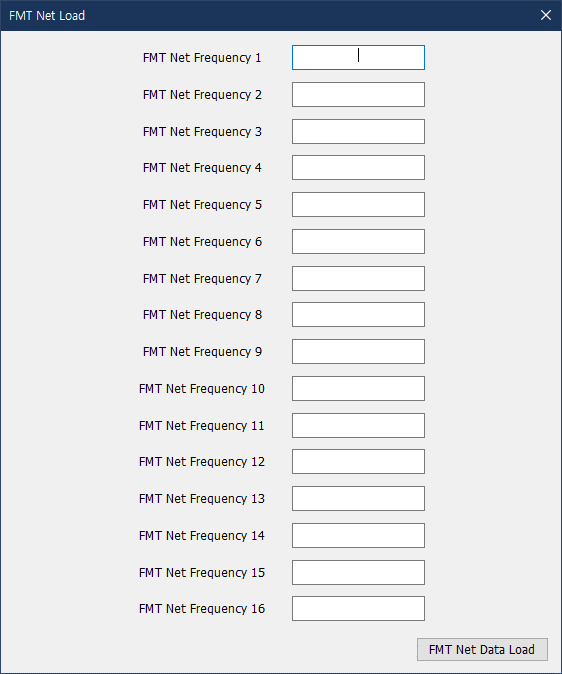 FMT Net Load
FMT Net Frequency 1
FMT Net Frequency 2
FMT Net Frequency 3
FMT Net Frequency 4
FMT Net Frequency 5
FMT Net Frequency 6
FMT Net Frequency 7
FMT Net Frequency 8
FMT Net Frequency 9
FMT Net Frequency 10
FMT Net Frequency 11
FMT Net Frequency 12
FMT Net Frequency 13
FMT Net Frequency 14
FMT Net Frequency 15
FMT Net Frequency 16
FMT Net Data Load